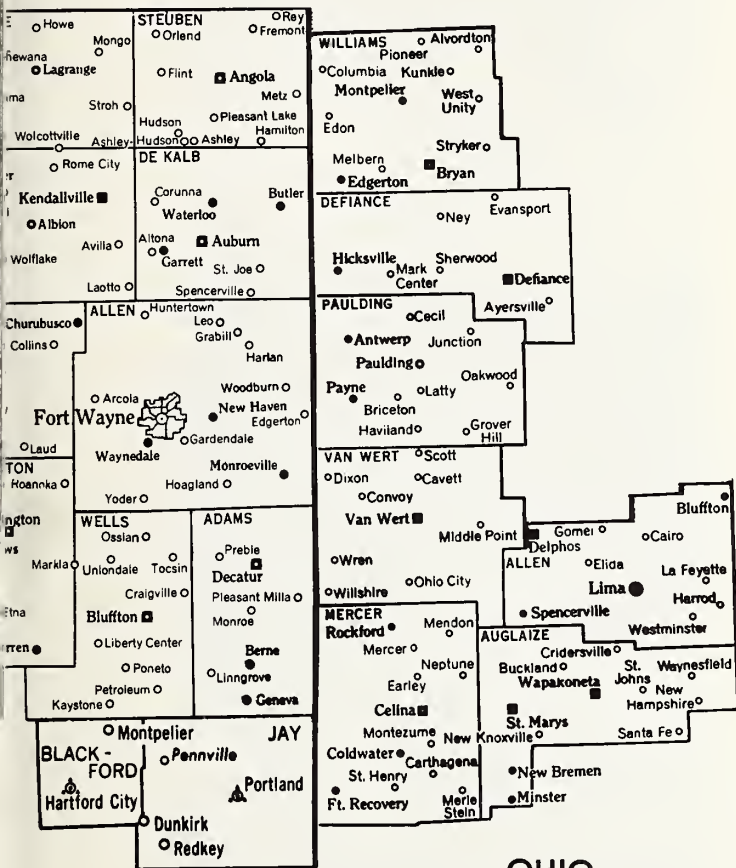 STEUBEN
Howe
Mongo
Lagrange
Stroh
Wolcottville
Orlend
Rey
Fremont
Flint
Angola
Metz
Pleasant Lake
Hudson
Hamilton
Ashley-Hudson
Ashley
Rome City
Kendallville
Albion
Avilla
Wolflake
Laotto
DE KALB
Corunna
Waterloo
Butler
Altona
Auburn
Garrett
St. Joe
Spencerville
Churubusco
Collins
Laud
ALLEN
Huntertown
Leo
Grabill
Harlan
Woodburn
Arcola
Fort Wayne
New Haven
Edgerton
Gardendale
Waynedale
Monroeville
Hoagland
Yoder
TON
Roanoka
ngton
ws
Markla
Etna
rren
WELLS
Ossian
Uniondale
Tocsin
Craigville
Bluffton
Liberty Center
Poneto
Petroleum
Kaystone
ADAMS
Preble
Decatur
Pleasant Milla
Monroe
Berne
Linngrove
Geneva
BLACK-
FORD
Montpelier
Hartford City
JAY
Pennville
Portland
Dunkirk
Redkey
WILLIAMS
Alvordton
Pioneer
Columbia
Kunkle
Montpelier
West
Unity
Edon
Stryker
Melbern
Bryan
Edgerton
DEFIANCE
Evansport
Ney
Hicksville
Sherwood
Mark
Center
Defiance
Ayersville
PAULDING
Cecil
Antwerp
Junction
Paulding
Oakwood
Payne
Latty
Briceton
Haviland
Grover
Hill
VAN WERT
Scott
Dixon
Cavett
Convoy
Van Wert
Middle Point
Wren
Ohio City
Willshire
Bluffton
Gomer
Cairo
Delphos
ALLEN
Elida
La Feyette
Lima
Harrod
Spencerville
Westminster
MERCER
Rockford
Mendon
Mercer
Neptune
Earley
Celina
Montezume
Coldwater
Carthagena
St. Henry
Ft. Recovery
Merle
Stein
AUGLAIZE
Cridersville
Buckland
St.
Johns
Waynesfield
Wapakoneta
New
Hampshire
St. Marys
New Knoxville
Santa Fe
New Bremen
Minster
OHIO